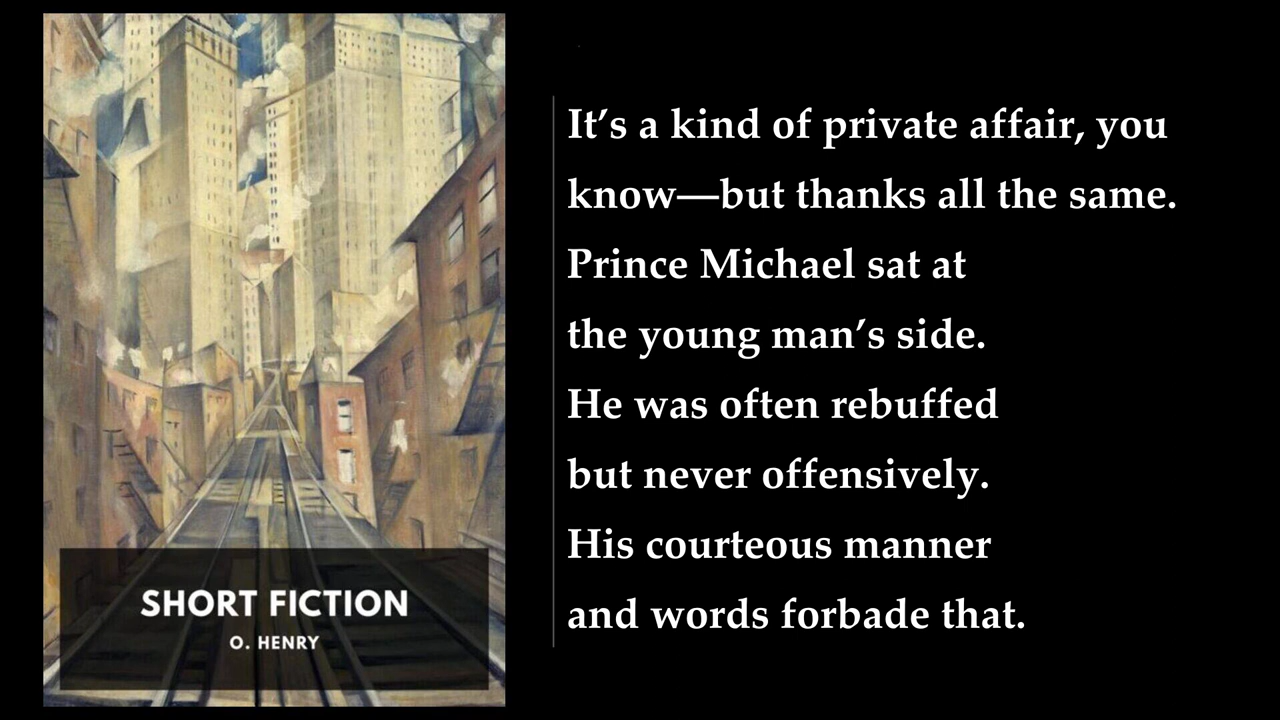 SHORT FICTION
O. HENRY
It’s a kind of private affair, you
know—but thanks all the same.
Prince Michael sat at
the young man’s side.
He was often rebuffed
but never offensively.
His courteous manner
and words forbade that.